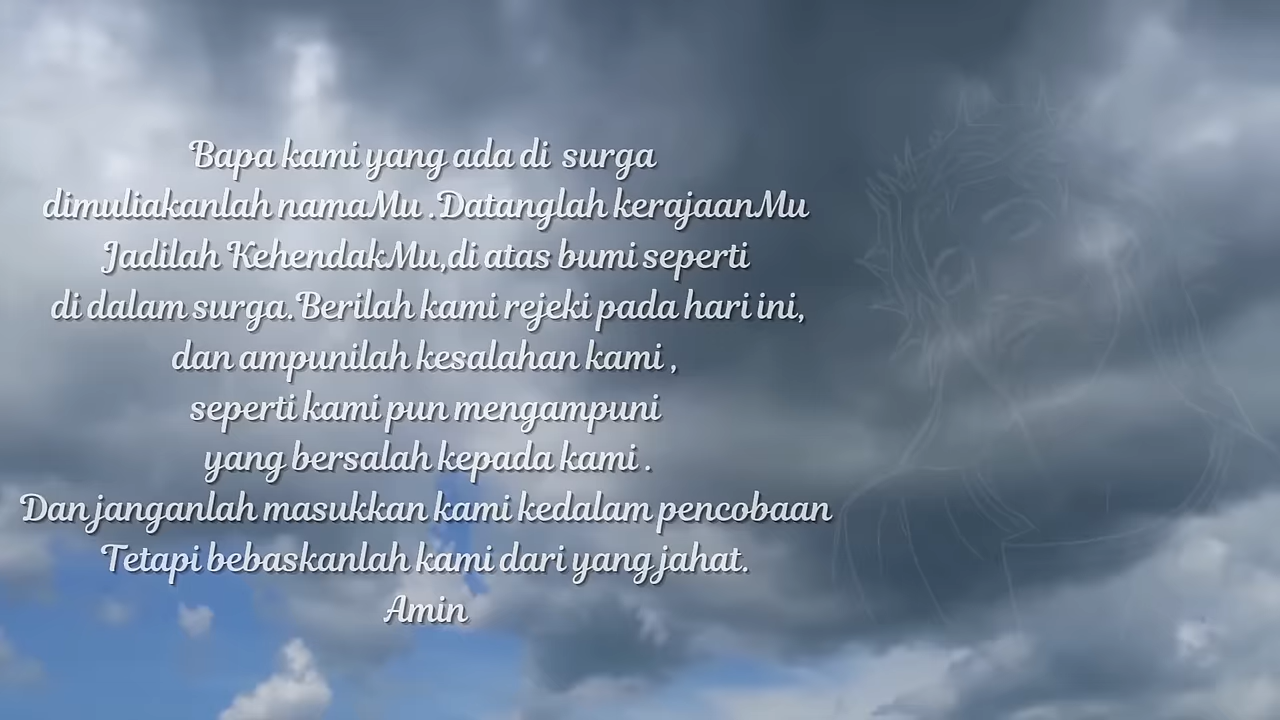 Bapa kami yang ada di surga
dimuliakanlah namaMu .Datanglah kerajaanMu
Jadilah KehendakMu,di atas bumi seperti
di dalam surga.Berilah kami rejeki pada hari ini,
dan ampunilah kesalahan kami ,
seperti kami pun mengampuni
yang bersalah kepada kami .
Dan janganlah masukkan kami kedalam pencobaan
Tetapi bebaskanlah kami dari yang jahat.
Amin